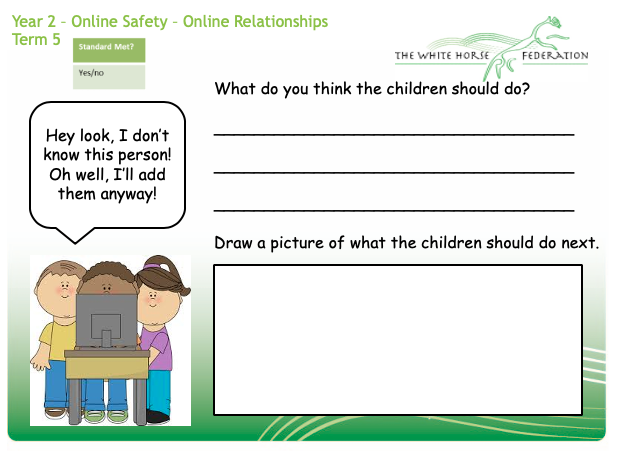 Year 2 – Online Safety – Online Relationships
Term 5
Standard Met?
Yes/no
THE WHITE HORSE FEDERATION
What do you think the children should do?
Hey look, I don't
know this person!
Oh well, I'll add
them anyway!
Draw a picture of what the children should do next.